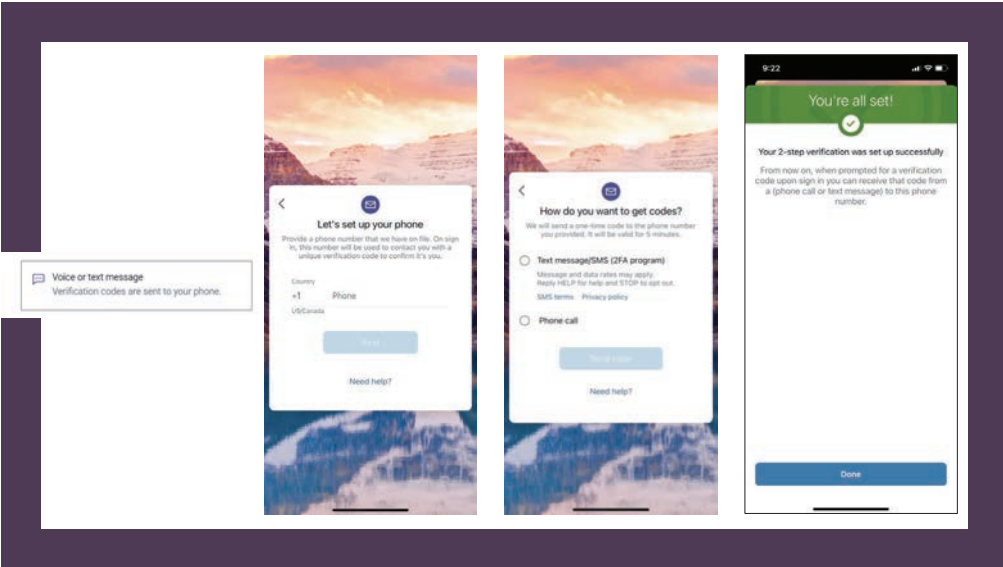 Voice or text message
Verification codes are sent to your phone.
Let's set up your phone
Provide a phone number that we have on file. On sign
in, this number will be used to contact you with a
unique verification code to confirm it's you.
Country
+1 Phone
US/Canada
Next
Need help?
How do you want to get codes?
We will send a one-time code to the phone number
you provided. It will be valid for 5 minutes.
Text message/SMS (2FA program)
Message and data rates may apply.
Reply HELP for help and STOP to opt out.
SMS terms Privacy policy
Phone call
Send code
Need help?
9:22
You're all set!
Your 2-step verification was set up successfully
From now on, when prompted for a verification
code upon sign in you can receive that code from
a (phone call or text message) to this phone
number.
Done